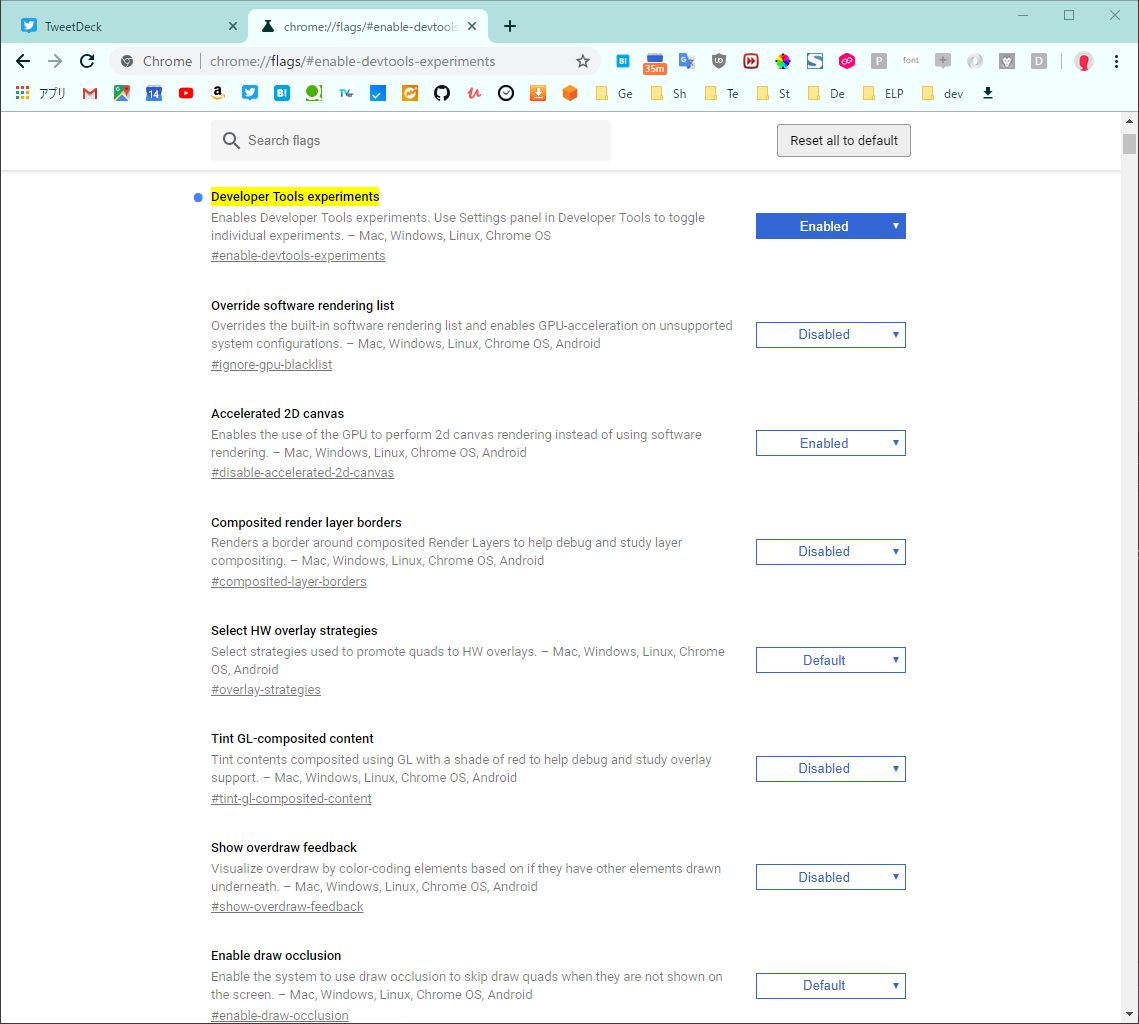 TweetDeck
chrome://flags/#enable-devtools
Chrome
chrome://flags/#enable-devtools-experiments
B!
35m
UD
S
P
font
D
アプリ
14
B!
TVer
Ge
Sh
Te
St
De
ELP
dev
Search flags
Reset all to default
Developer Tools experiments
Enables Developer Tools experiments. Use Settings panel in Developer Tools to toggle
individual experiments. – Mac, Windows, Linux, Chrome OS
#enable-devtools-experiments
Enabled
Override software rendering list
Overrides the built-in software rendering list and enables GPU-acceleration on unsupported
system configurations. – Mac, Windows, Linux, Chrome OS, Android
#ignore-gpu-blacklist
Disabled
Accelerated 2D canvas
Enables the use of the GPU to perform 2d canvas rendering instead of using software
rendering. – Mac, Windows, Linux, Chrome OS, Android
#disable-accelerated-2d-canvas
Enabled
Composited render layer borders
Renders a border around composited Render Layers to help debug and study layer
compositing. – Mac, Windows, Linux, Chrome OS, Android
#composited-layer-borders
Disabled
Select HW overlay strategies
Select strategies used to promote quads to HW overlays. – Mac, Windows, Linux, Chrome
OS, Android
#overlay-strategies
Default
Tint GL-composited content
Tint contents composited using GL with a shade of red to help debug and study overlay
support. – Mac, Windows, Linux, Chrome OS, Android
#tint-gl-composited-content
Disabled
Show overdraw feedback
Visualize overdraw by color-coding elements based on if they have other elements drawn
underneath. – Mac, Windows, Linux, Chrome OS, Android
#show-overdraw-feedback
Disabled
Enable draw occlusion
Enable the system to use draw occlusion to skip draw quads when they are not shown on
the screen. – Mac, Windows, Linux, Chrome OS, Android
#enable-draw-occlusion
Default